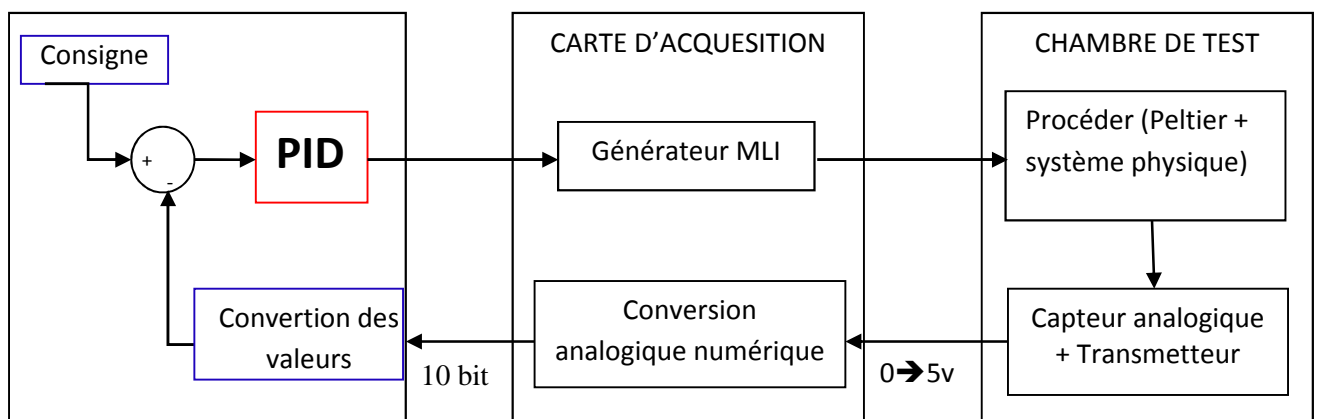 Consigne
+
-
PID
Convertion des
valeurs
10 bit
CARTE D'ACQUESITION
Générateur MLI
Conversion
analogique numérique
0➔5v
CHAMBRE DE TEST
Procéder (Peltier +
système physique)
Capteur analogique
+ Transmetteur